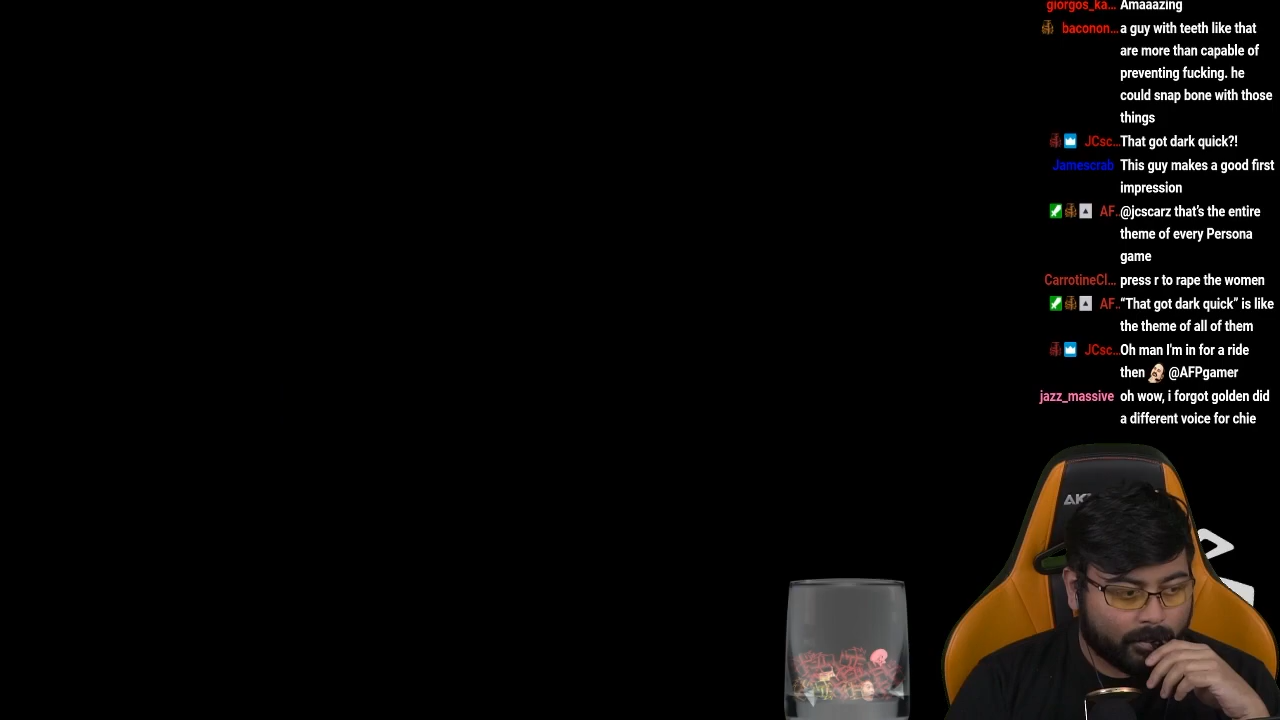 giorgos_ka... Amaaazing
baconon... a guy with teeth like that
are more than capable of
preventing fucking. he
could snap bone with those
things
JCsc... That got dark quick?!
Jamescrab This guy makes a good first
impression
AF... @jcscarz that's the entire
theme of every Persona
game
CarrotineCl... press r to rape the women
AF... “That got dark quick” is like
the theme of all of them
JCsc... Oh man I'm in for a ride
then @AFPgamer
jazz_massive oh wow, i forgot golden did
a different voice for chie
AK